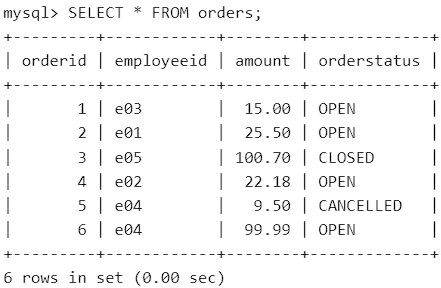 mysql> SELECT * FROM orders;
+---------+------------+--------+-------------+
| orderid | employeeid | amount | orderstatus |
+---------+------------+--------+-------------+
|       1 | e03        |  15.00 | OPEN        |
|       2 | e01        |  25.50 | OPEN        |
|       3 | e05        | 100.70 | CLOSED      |
|       4 | e02        |  22.18 | OPEN        |
|       5 | e04        |   9.50 | CANCELLED   |
|       6 | e04        |  99.99 | OPEN        |
+---------+------------+--------+-------------+
6 rows in set (0.00 sec)